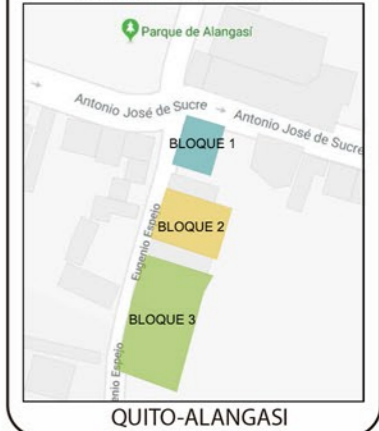 Parque de Alangasí
Antonio José de Sucre
Antonio José de Sucre
BLOQUE 1
BLOQUE 2
Eugenio Espejo
BLOQUE 3
enio Espejo
QUITO-ALANGASI